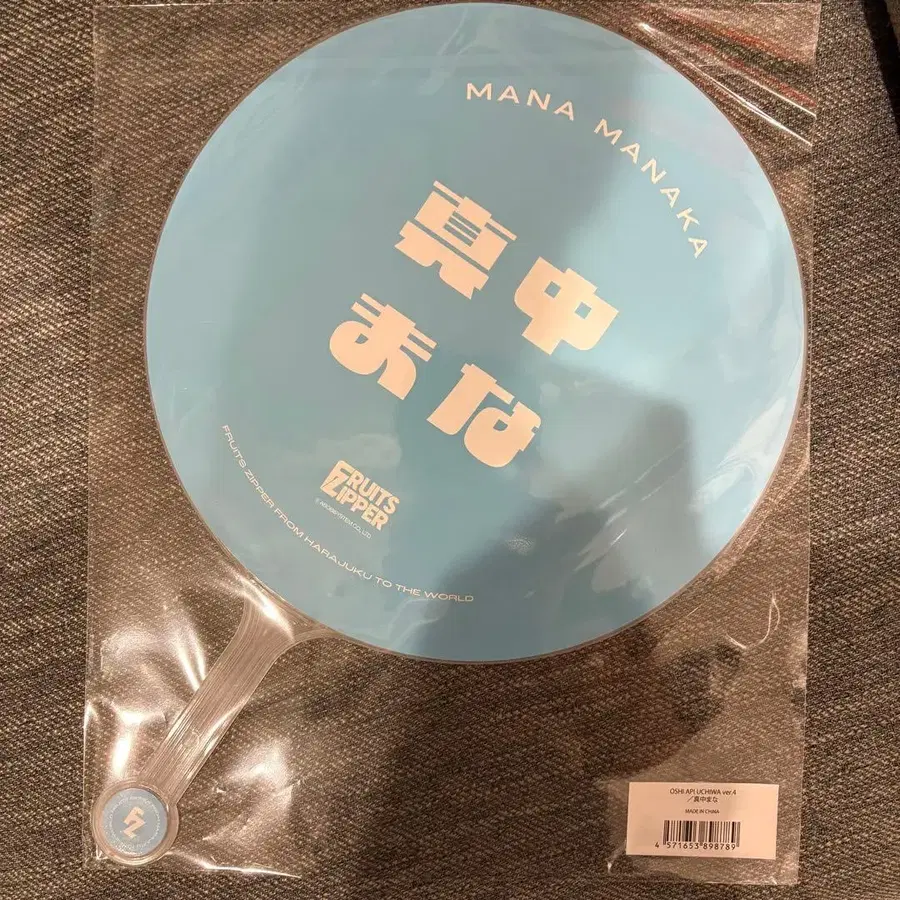 MANA MANAKA
真中
まな
FRUITS
ZIPPER
FRUITS ZIPPER FROM HARAJUKU TO THE WORLD
OSHI API UCHIWA ver.4
／真中まな
MADE IN CHINA
4 571653 898789